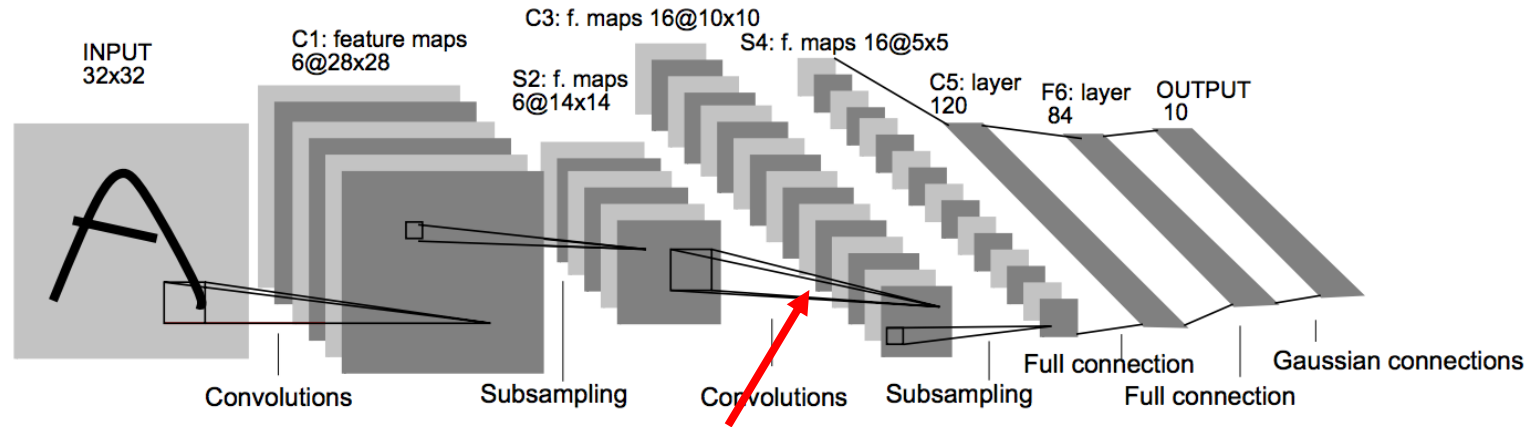 INPUT
32x32
C1: feature maps
6@28x28
S2: f. maps
6@14x14
C3: f. maps 16@10x10
S4: f. maps 16@5x5
C5: layer
120
F6: layer
84
OUTPUT
10
Convolutions
Subsampling
Convolutions
Subsampling
Full connection
Full connection
Gaussian connections